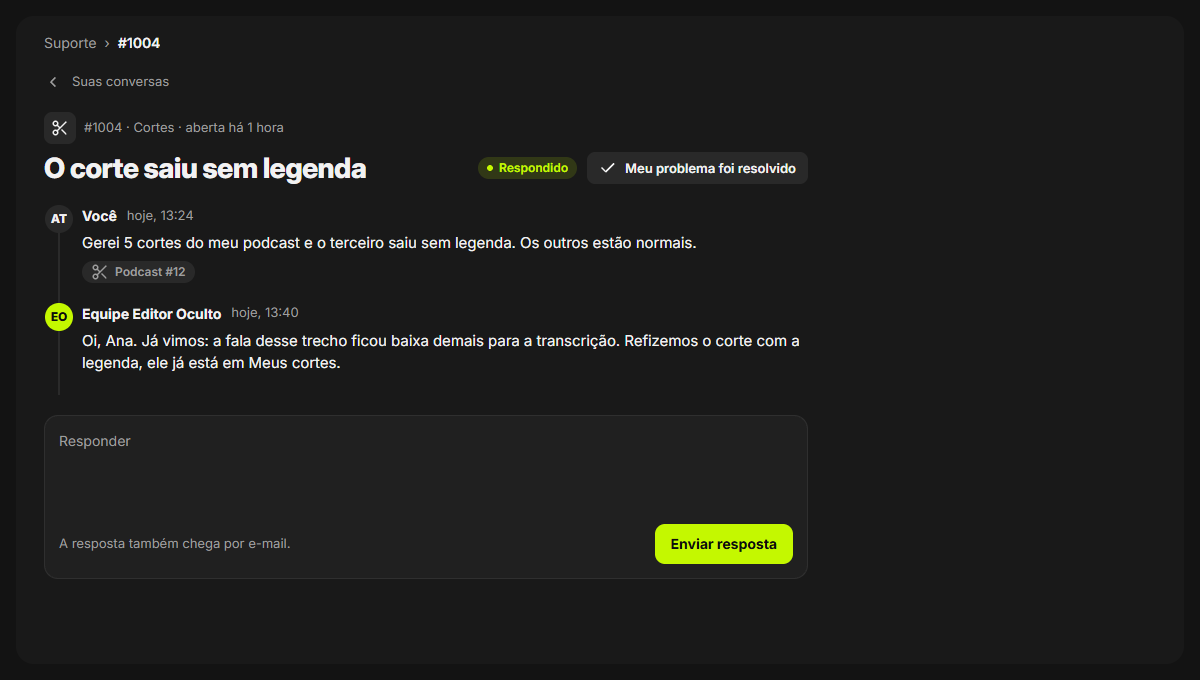 Suporte › #1004
Suas conversas
#1004 · Cortes · aberta há 1 hora
O corte saiu sem legenda
Respondido
Meu problema foi resolvido
AT
Você hoje, 13:24
Gerei 5 cortes do meu podcast e o terceiro saiu sem legenda. Os outros estão normais.
Podcast #12
EO
Equipe Editor Oculto hoje, 13:40
Oi, Ana. Já vimos: a fala desse trecho ficou baixa demais para a transcrição. Refizemos o corte com a
legenda, ele já está em Meus cortes.
Responder
A resposta também chega por e-mail.
Enviar resposta